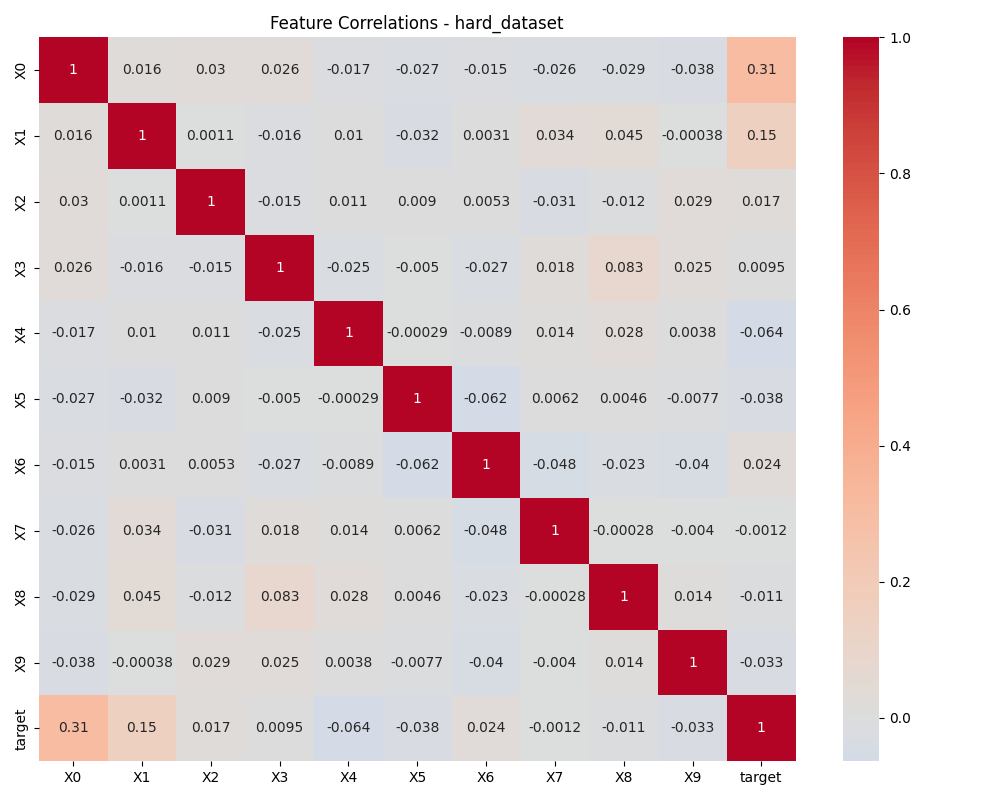 Feature Correlations - hard_dataset
X0 1 0.016 0.03 0.026 -0.017 -0.027 -0.015 -0.026 -0.029 -0.038 0.31
X1 0.016 1 0.0011 -0.016 0.01 -0.032 0.0031 0.034 0.045 -0.00038 0.15
X2 0.03 0.0011 1 -0.015 0.011 0.009 0.0053 -0.031 -0.012 0.029 0.017
X3 0.026 -0.016 -0.015 1 -0.025 -0.005 -0.027 0.018 0.083 0.025 0.0095
X4 -0.017 0.01 0.011 -0.025 1 -0.00029 -0.0089 0.014 0.028 0.0038 -0.064
X5 -0.027 -0.032 0.009 -0.005 -0.00029 1 -0.062 0.0062 0.0046 -0.0077 -0.038
X6 -0.015 0.0031 0.0053 -0.027 -0.0089 -0.062 1 -0.048 -0.023 -0.04 0.024
X7 -0.026 0.034 -0.031 0.018 0.014 0.0062 -0.048 1 -0.00028 -0.004 -0.0012
X8 -0.029 0.045 -0.012 0.083 0.028 0.0046 -0.023 -0.00028 1 0.014 -0.011
X9 -0.038 -0.00038 0.029 0.025 0.0038 -0.0077 -0.04 -0.004 0.014 1 -0.033
target 0.31 0.15 0.017 0.0095 -0.064 -0.038 0.024 -0.0012 -0.011 -0.033 1
X0 X1 X2 X3 X4 X5 X6 X7 X8 X9 target
1.0
0.8
0.6
0.4
0.2
0.0